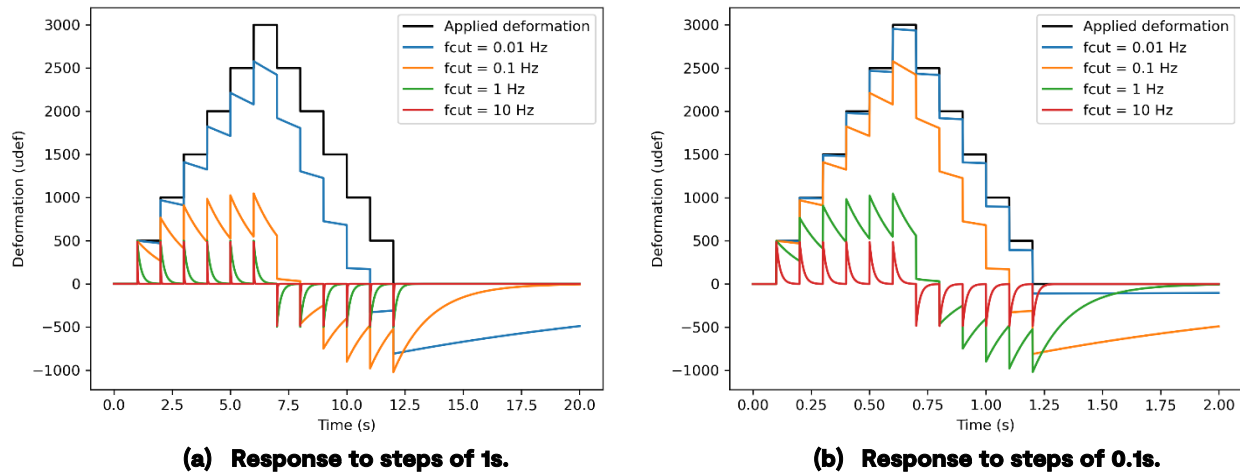 3000
2500
2000
1500
1000
500
0
−500
−1000
Deformation (udef)
Applied deformation
fcut = 0.01 Hz
fcut = 0.1 Hz
fcut = 1 Hz
fcut = 10 Hz
0.0 2.5 5.0 7.5 10.0 12.5 15.0 17.5 20.0
Time (s)
(a) Response to steps of 1s.
3000
2500
2000
1500
1000
500
0
−500
−1000
Deformation (udef)
Applied deformation
fcut = 0.01 Hz
fcut = 0.1 Hz
fcut = 1 Hz
fcut = 10 Hz
0.00 0.25 0.50 0.75 1.00 1.25 1.50 1.75 2.00
Time (s)
(b) Response to steps of 0.1s.